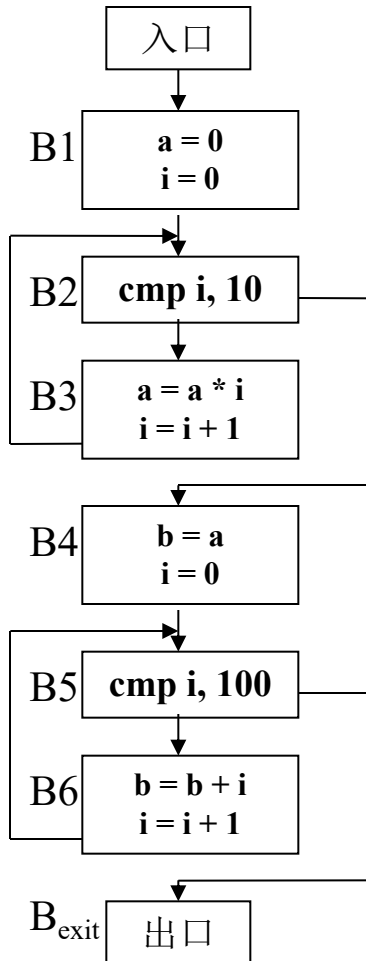 入口
B1
a = 0
i = 0
B2
cmp i, 10
B3
a = a * i
i = i + 1
B4
b = a
i = 0
B5
cmp i, 100
B6
b = b + i
i = i + 1
Bexit
出口